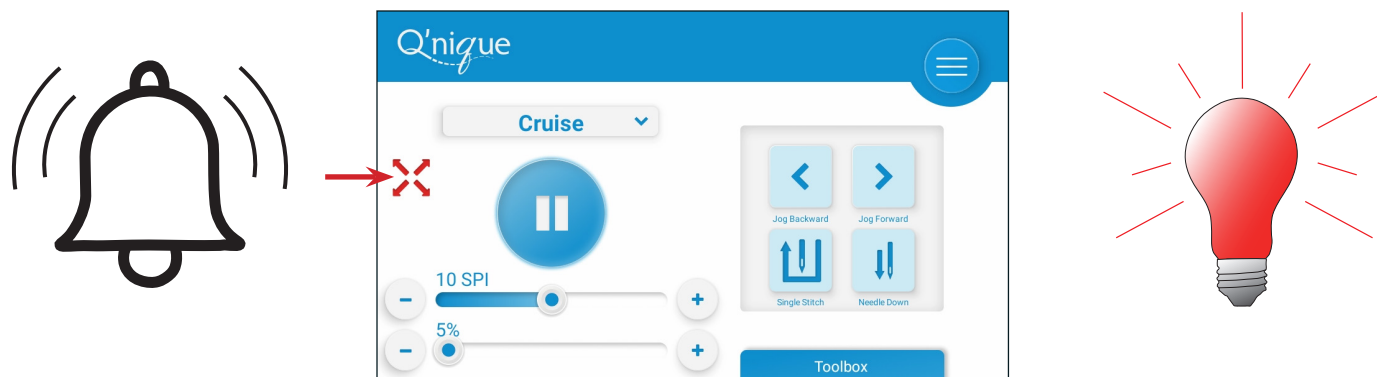 Q'nique
Cruise
Jog Backward
Jog Forward
10 SPI
Single Stitch
Needle Down
5%
Toolbox